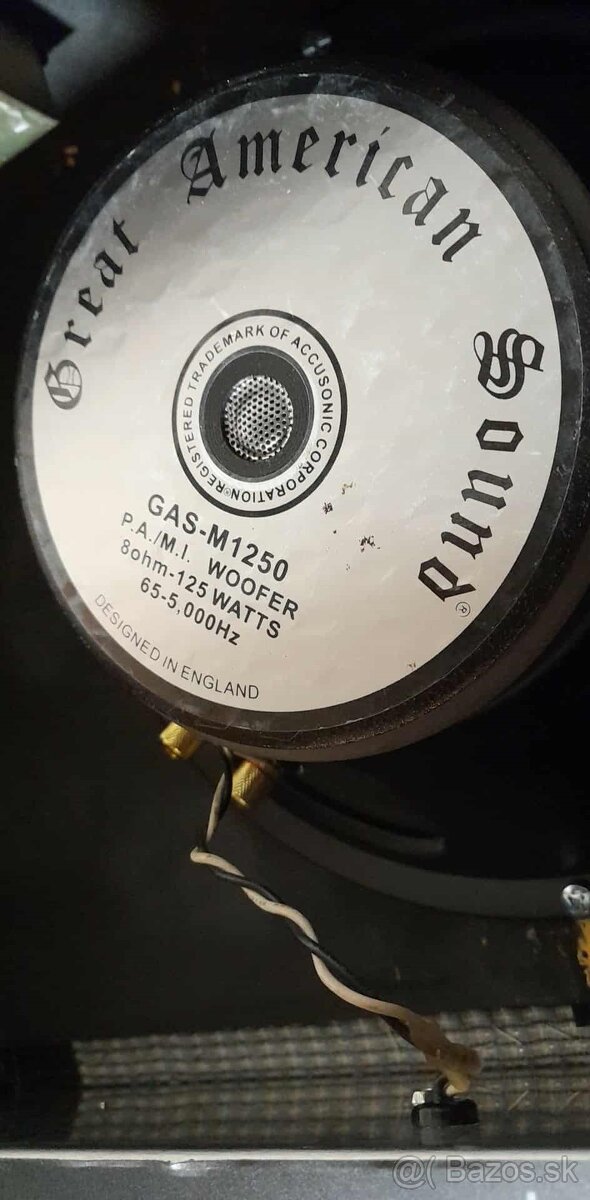 Great American Sound®
REGISTERED TRADEMARK OF ACCUSONIC CORPORATION®
GAS-M1250
P.A./M.I. WOOFER
8ohm-125 WATTS
65-5,000Hz
DESIGNED IN ENGLAND
@( Bazos.sk